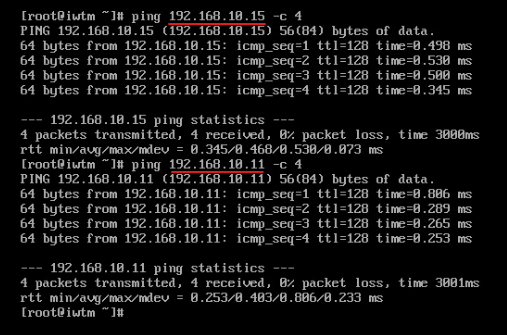 [root@iwtm ~]# ping 192.168.10.15 -c 4
PING 192.168.10.15 (192.168.10.15) 56(84) bytes of data.
64 bytes from 192.168.10.15: icmp_seq=1 ttl=128 time=0.498 ms
64 bytes from 192.168.10.15: icmp_seq=2 ttl=128 time=0.530 ms
64 bytes from 192.168.10.15: icmp_seq=3 ttl=128 time=0.500 ms
64 bytes from 192.168.10.15: icmp_seq=4 ttl=128 time=0.345 ms
--- 192.168.10.15 ping statistics ---
4 packets transmitted, 4 received, 0% packet loss, time 3000ms
rtt min/avg/max/mdev = 0.345/0.468/0.530/0.073 ms
[root@iwtm ~]# ping 192.168.10.11 -c 4
PING 192.168.10.11 (192.168.10.11) 56(84) bytes of data.
64 bytes from 192.168.10.11: icmp_seq=1 ttl=128 time=0.806 ms
64 bytes from 192.168.10.11: icmp_seq=2 ttl=128 time=0.289 ms
64 bytes from 192.168.10.11: icmp_seq=3 ttl=128 time=0.265 ms
64 bytes from 192.168.10.11: icmp_seq=4 ttl=128 time=0.253 ms
--- 192.168.10.11 ping statistics ---
4 packets transmitted, 4 received, 0% packet loss, time 3001ms
rtt min/avg/max/mdev = 0.253/0.403/0.806/0.233 ms
[root@iwtm ~]#